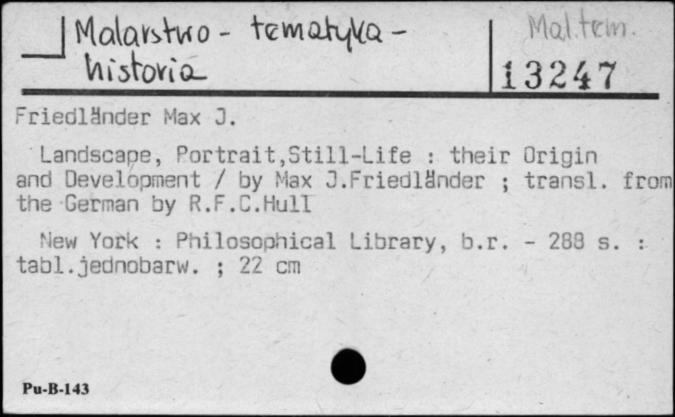 Malarstwo - tematyka -
historia
Mal.tem.
13247
Friedländer Max J.
Landscape, Portrait,Still-Life : their Origin
and Development / by Max J.Friedländer ; transl. from
the German by R.F.C.Hull
New York : Philosophical Library, b.r. - 288 s. :
tabl.jednobarw. ; 22 cm
Pu-B-143